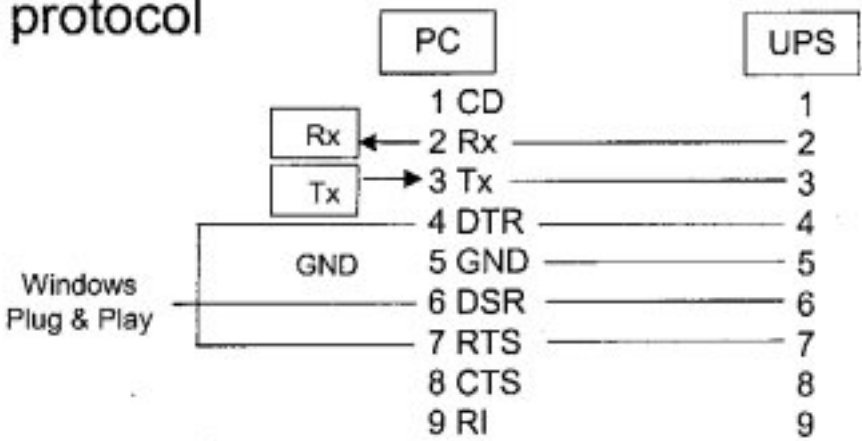 protocol
PC UPS
1 CD 1
Rx 2 Rx 2
Tx 3 Tx 3
4 DTR 4
GND 5 GND 5
Windows
Plug & Play
6 DSR 6
7 RTS 7
8 CTS 8
9 RI 9